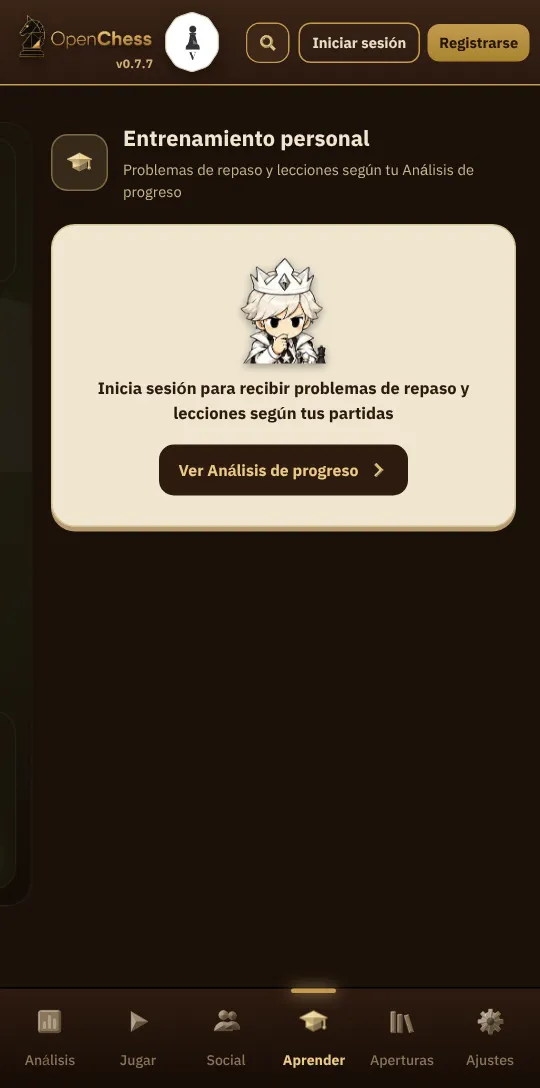 OpenChess
v0.7.7
V
Iniciar sesión
Registrarse
Entrenamiento personal
Problemas de repaso y lecciones según tu Análisis de
progreso
Inicia sesión para recibir problemas de repaso y
lecciones según tus partidas
Ver Análisis de progreso
Análisis
Jugar
Social
Aprender
Aperturas
Ajustes